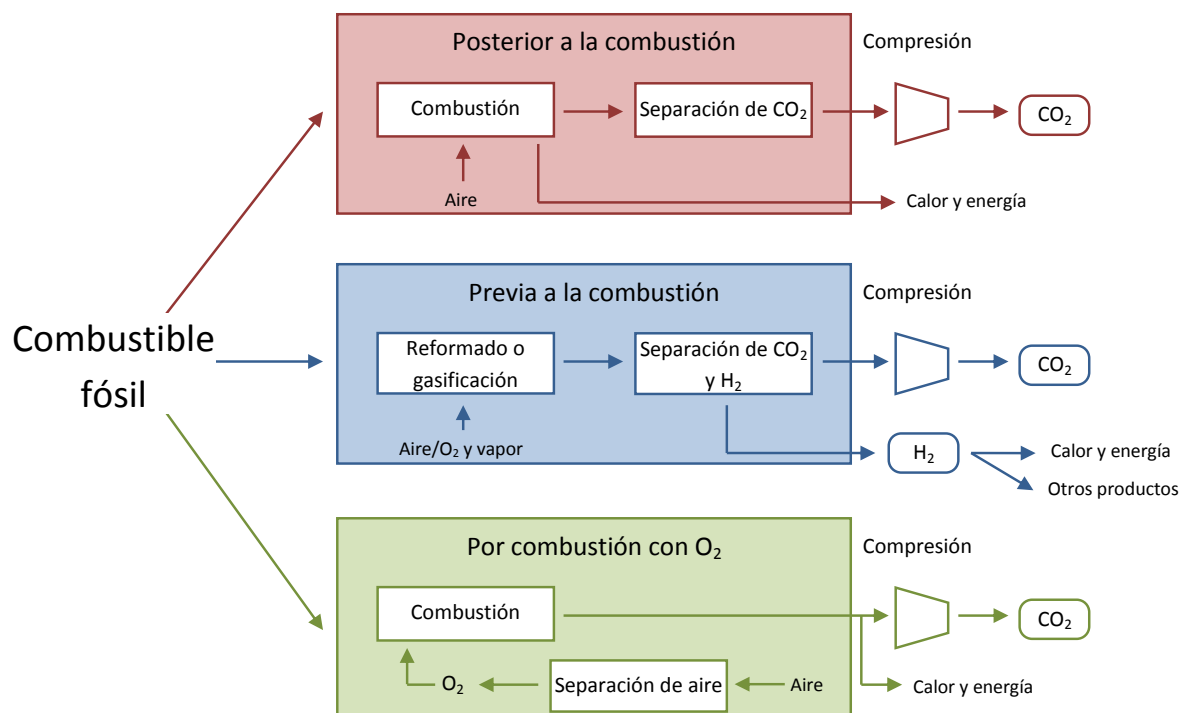 Posterior a la combustión
Compresión
Combustión
Separación de CO₂
CO₂
Aire
Calor y energía
Combustible
fósil
Previa a la combustión
Compresión
Reformado o
gasificación
Separación de CO₂
y H₂
CO₂
Aire/O₂ y vapor
H₂
Calor y energía
Otros productos
Por combustión con O₂
Compresión
Combustión
CO₂
O₂
Separación de aire
Aire
Calor y energía